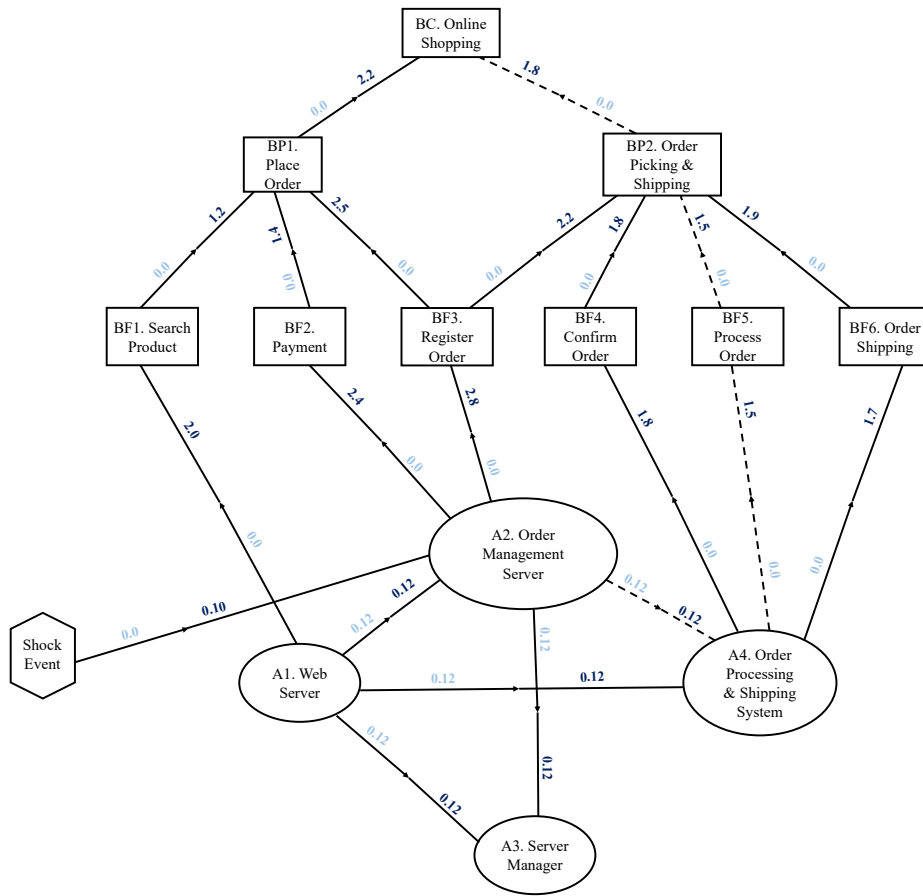 BC. Online
Shopping
2.2
1.8
0.0
0.0
BP1.
Place
Order
BP2. Order
Picking &
Shipping
1.2
1.4
2.5
2.2
1.8
1.5
1.9
0.0
0.0
0.0
0.0
0.0
0.0
0.0
BF1. Search
Product
BF2.
Payment
BF3.
Register
Order
BF4.
Confirm
Order
BF5.
Process
Order
BF6. Order
Shipping
2.0
2.4
2.8
1.8
1.5
1.7
0.0
0.0
0.0
0.0
0.0
0.0
A2. Order
Management
Server
0.10
0.0
0.12
0.12
0.12
0.12
0.12
Shock
Event
A1. Web
Server
0.12
0.12
A4. Order
Processing
& Shipping
System
0.12
0.12
0.12
A3. Server
Manager